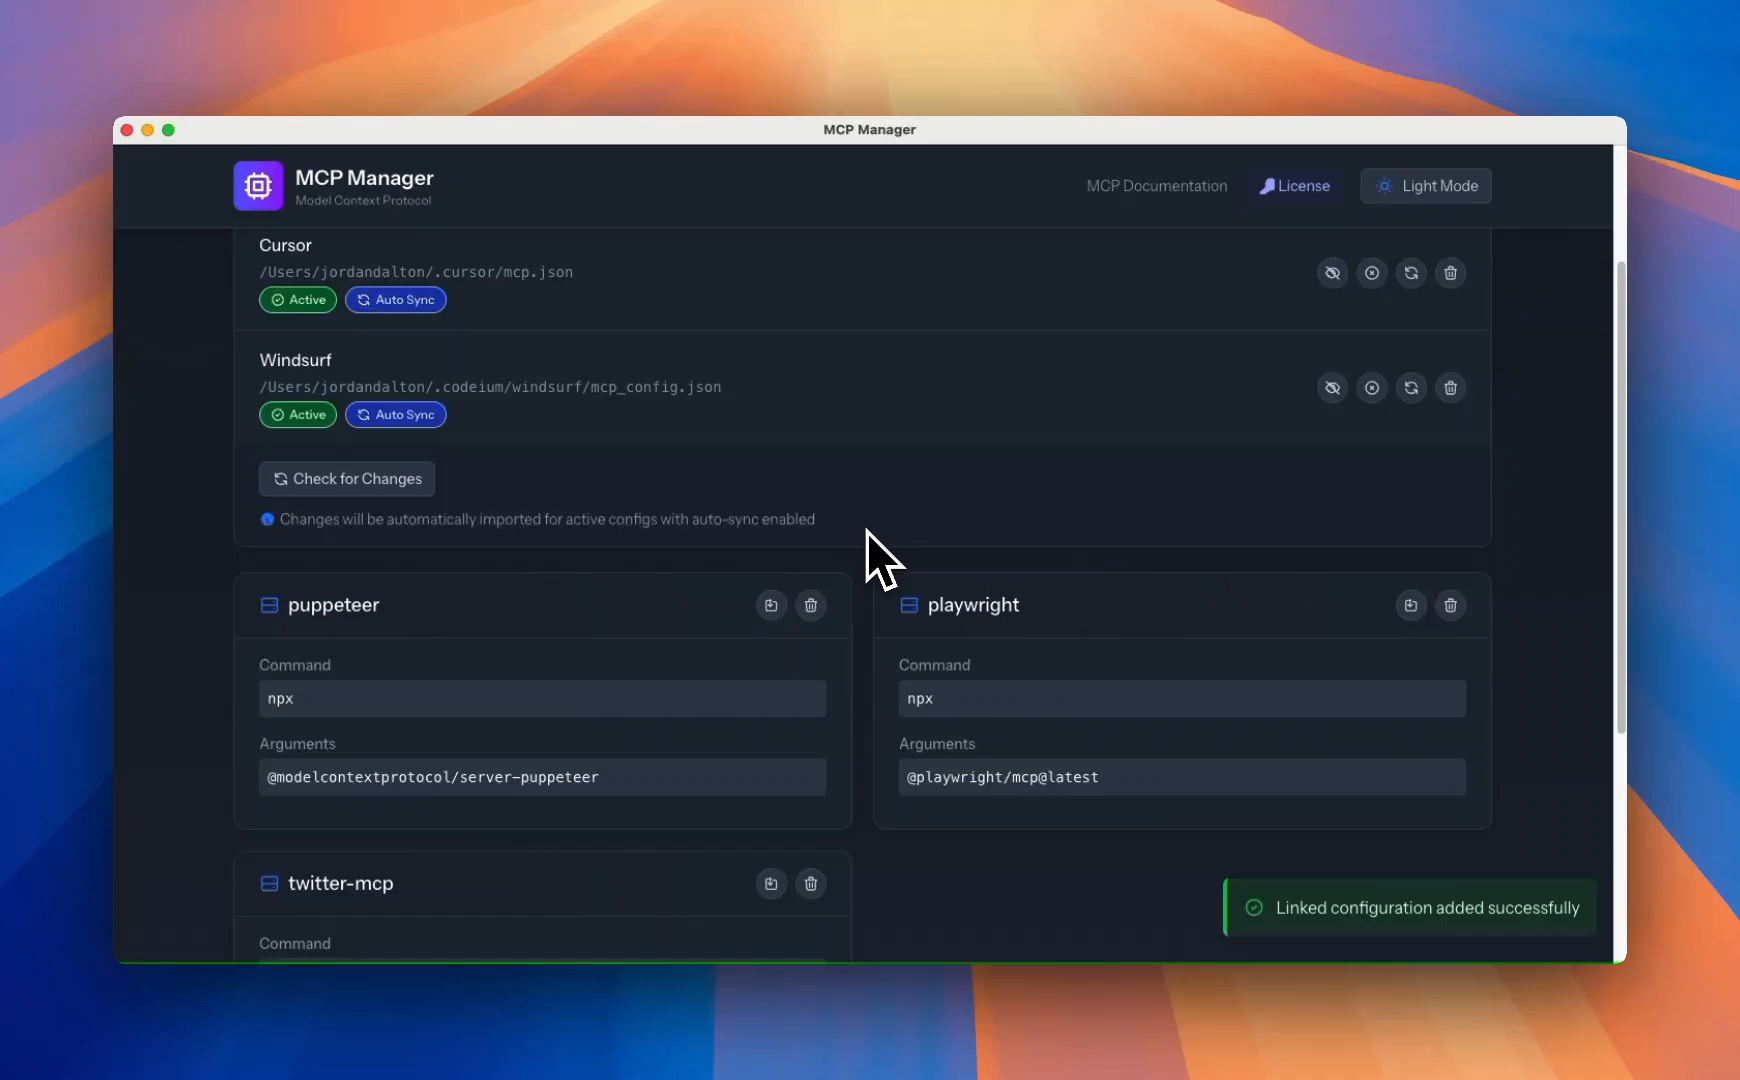 MCP Manager
MCP Manager
Model Context Protocol
MCP Documentation
License
Light Mode
Cursor
/Users/jordandalton/.cursor/mcp.json
Active
Auto Sync
Windsurf
/Users/jordandalton/.codeium/windsurf/mcp_config.json
Active
Auto Sync
Check for Changes
Changes will be automatically imported for active configs with auto-sync enabled
puppeteer
Command
npx
Arguments
@modelcontextprotocol/server-puppeteer
playwright
Command
npx
Arguments
@playwright/mcp@latest
twitter-mcp
Command
Linked configuration added successfully